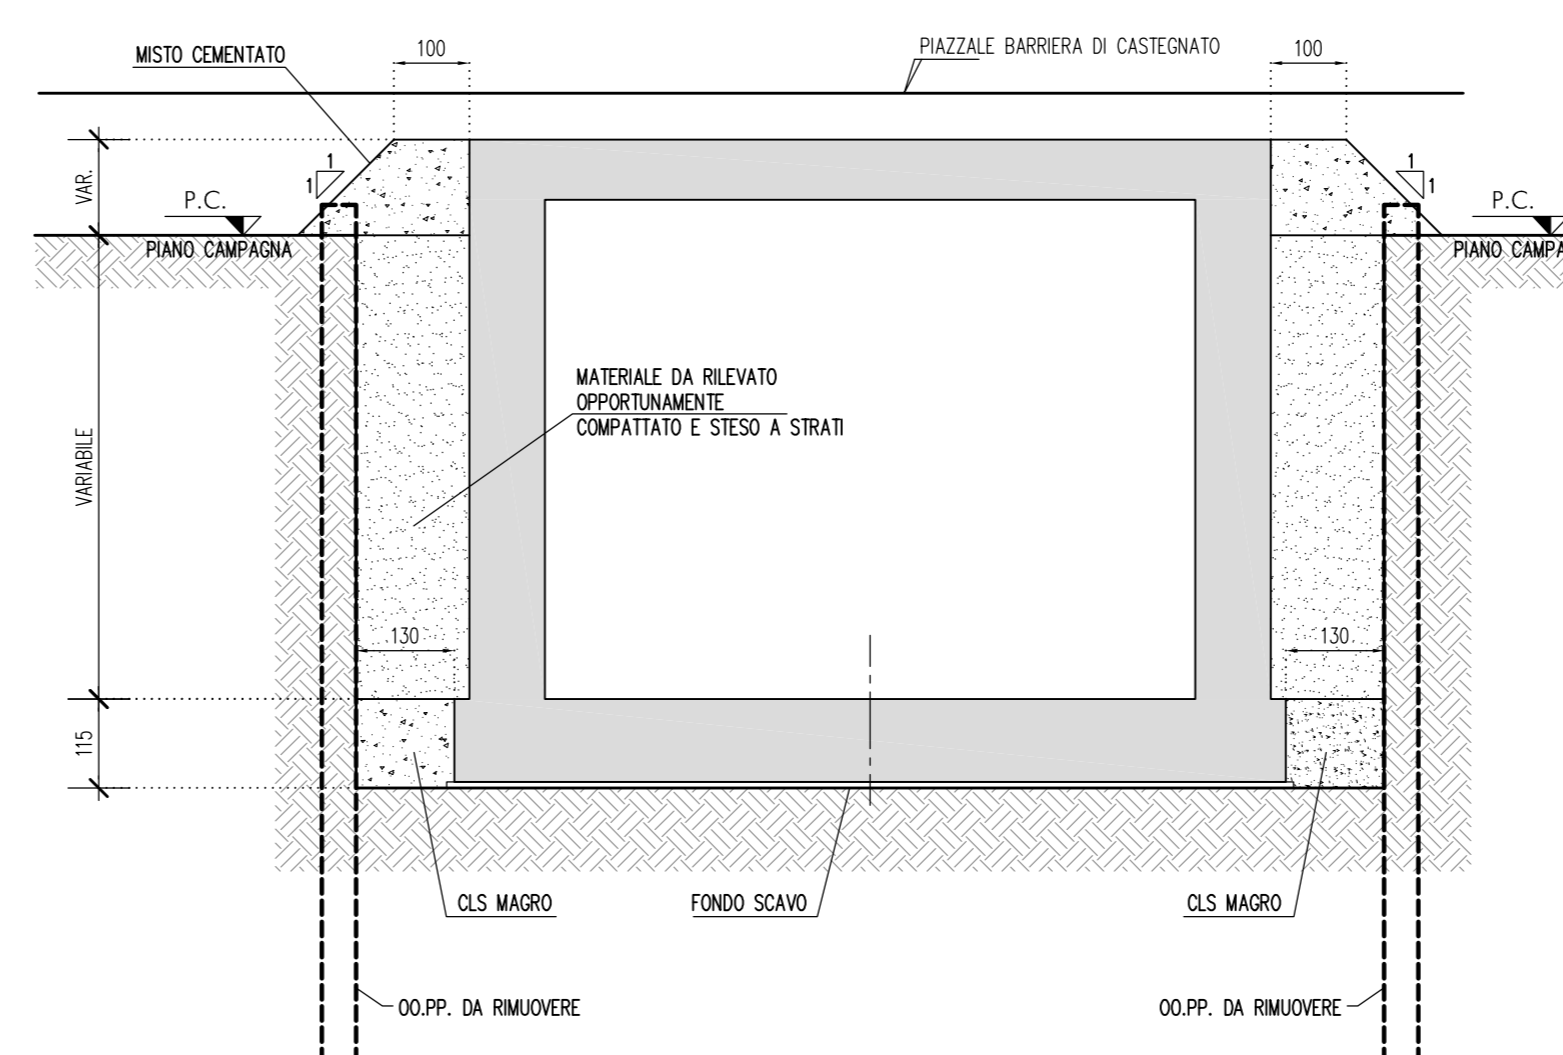 MISTO CEMENTATO
100
PIAZZALE BARRIERA DI CASTEGNATO
100
VAR.
1
1
1
1
P.C.
P.C.
PIANO CAMPAGNA
PIANO CAMPA
MATERIALE DA RILEVATO
OPPORTUNAMENTE
COMPATTATO E STESO A STRATI
VARIABILE
130
130
115
CLS MAGRO
FONDO SCAVO
CLS MAGRO
OO.PP. DA RIMUOVERE
OO.PP. DA RIMUOVERE